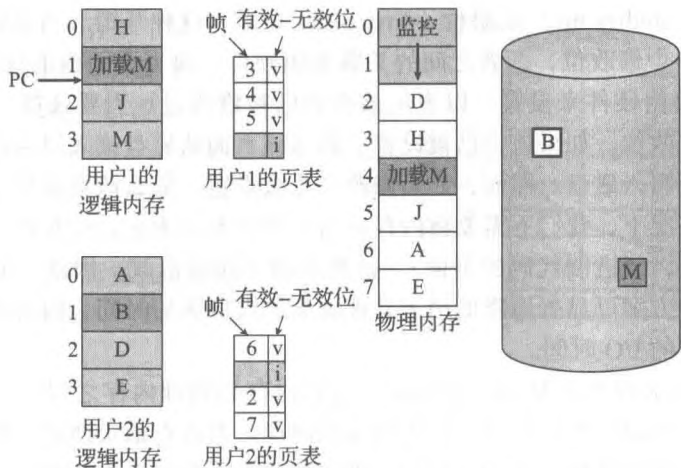 0 H
PC 加载M
2 J
3 M
用户1的
逻辑内存
帧 有效-无效位
3 v
4 v
5 v
i
用户1的页表
0 A
1 B
2 D
3 E
用户2的
逻辑内存
帧 有效-无效位
6 v
i
2 v
7 v
用户2的页表
0 监控
1
2 D
3 H
4 加载M
5 J
6 A
7 E
物理内存
B
M